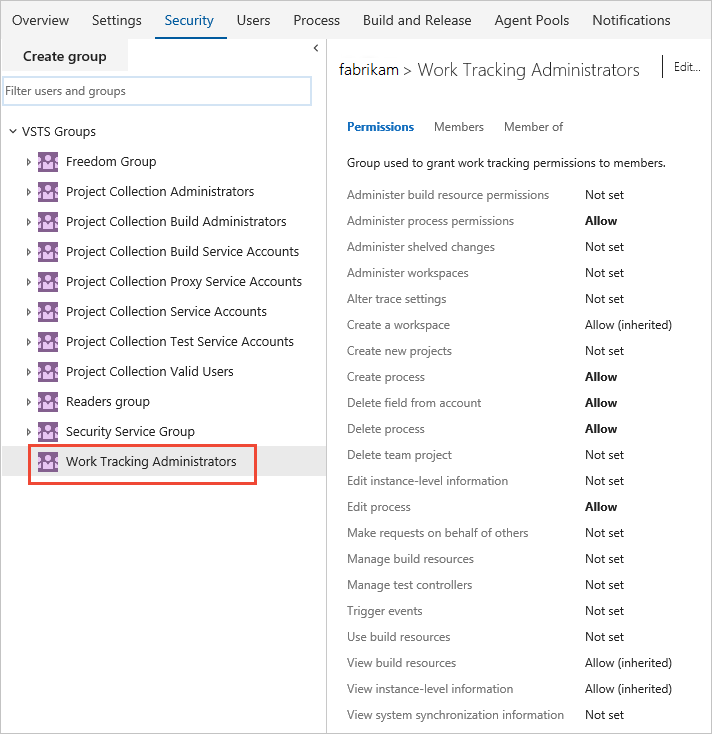 Overview Settings Security Users Process Build and Release Agent Pools Notifications
Create group
Filter users and groups
VSTS Groups
Freedom Group
Project Collection Administrators
Project Collection Build Administrators
Project Collection Build Service Accounts
Project Collection Proxy Service Accounts
Project Collection Service Accounts
Project Collection Test Service Accounts
Project Collection Valid Users
Readers group
Security Service Group
Work Tracking Administrators
fabrikam > Work Tracking Administrators Edit...
Permissions Members Member of
Group used to grant work tracking permissions to members.
Administer build resource permissions Not set
Administer process permissions Allow
Administer shelved changes Not set
Administer workspaces Not set
Alter trace settings Not set
Create a workspace Allow (inherited)
Create new projects Not set
Create process Allow
Delete field from account Allow
Delete process Allow
Delete team project Not set
Edit instance-level information Not set
Edit process Allow
Make requests on behalf of others Not set
Manage build resources Not set
Manage test controllers Not set
Trigger events Not set
Use build resources Not set
View build resources Allow (inherited)
View instance-level information Allow (inherited)
View system synchronization information Not set